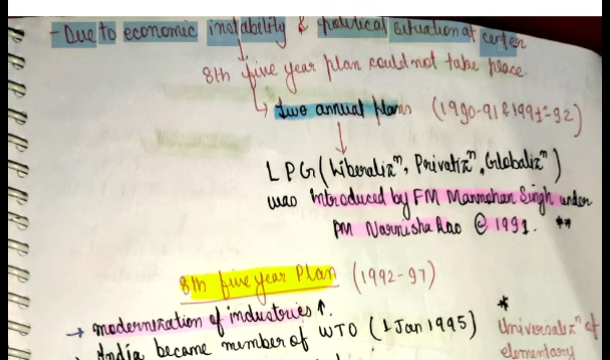 - Due to economic instability & political situation at center
8th five year plan could not take place.
↳ two annual plans (1990-91 & 1991-92)
↓
LPG (Liberalizⁿ, Privatizⁿ, Globalizⁿ)
was introduced by FM Manmohan Singh under
PM Narmisha Rao @ 1991. **
8th five year Plan (1992-97)
→ modernization of industries ↑.
→ India became member of WTO (1 Jan 1995)
*
Universalizⁿ of
elementary